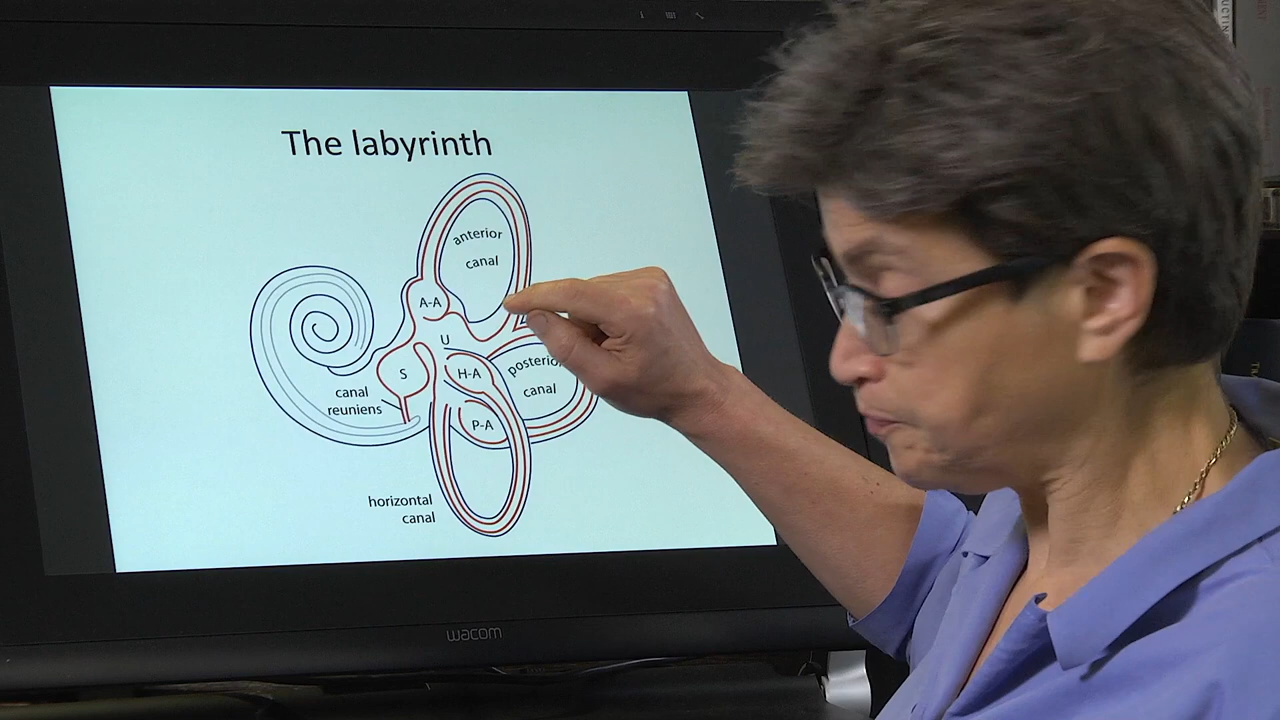 The labyrinth
anterior
canal
A-A
U
S
H-A
posterior
canal
canal
reuniens
P-A
horizontal
canal
wacom